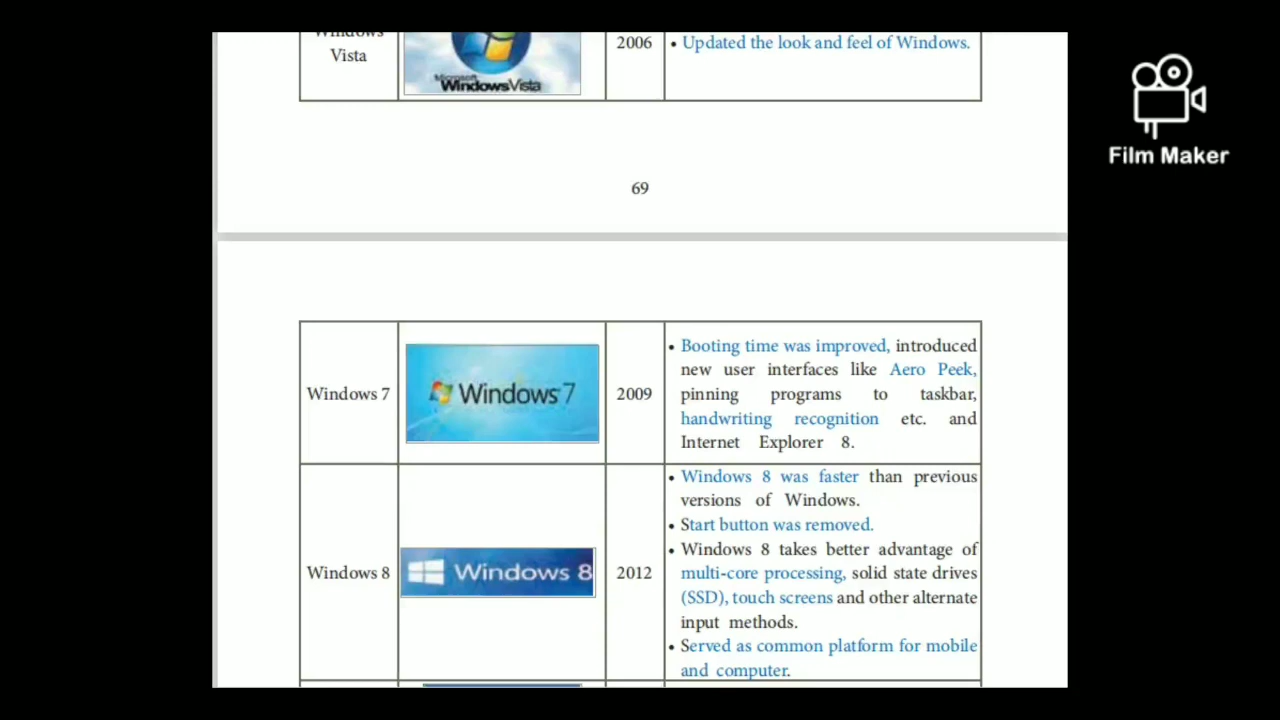 Windows
Vista
Microsoft
WindowsVista
2006
• Updated the look and feel of Windows.
Film Maker
69
Windows 7
Windows 7
2009
• Booting time was improved, introduced
new user interfaces like Aero Peek,
pinning programs to taskbar,
handwriting recognition etc. and
Internet Explorer 8.
Windows 8
Windows 8
2012
• Windows 8 was faster than previous
versions of Windows.
• Start button was removed.
• Windows 8 takes better advantage of
multi-core processing, solid state drives
(SSD), touch screens and other alternate
input methods.
• Served as common platform for mobile
and computer.